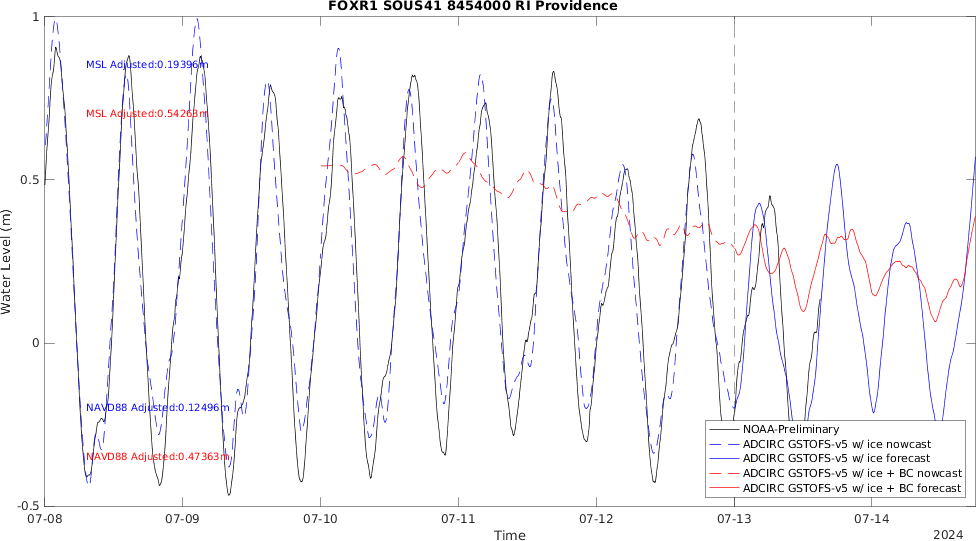 FOXR1 SOUS41 8454000 RI Providence
1
MSL Adjusted:0.19396m
MSL Adjusted:0.54263m
0.5
Water Level (m)
0
NAVD88 Adjusted:0.12496m
NAVD88 Adjusted:0.47363m
NOAA-Preliminary
ADCIRC GSTOFS-v5 w/ ice nowcast
ADCIRC GSTOFS-v5 w/ ice forecast
ADCIRC GSTOFS-v5 w/ ice + BC nowcast
ADCIRC GSTOFS-v5 w/ ice + BC forecast
-0.5
07-08 07-09 07-10 07-11 07-12 07-13 07-14
Time
2024